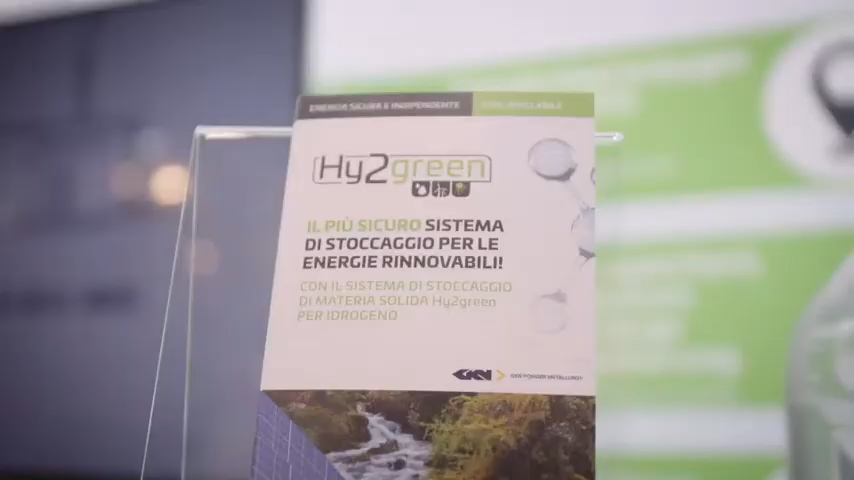 ENERGIA SICURA E INDIPENDENTE
Hy2green
IL PIÙ SICURO SISTEMA
DI STOCCAGGIO PER LE
ENERGIE RINNOVABILI!
CON IL SISTEMA DI STOCCAGGIO
DI MATERIA SOLIDA Hy2green
PER IDROGENO
GKN GKN POWDER METALLURGY